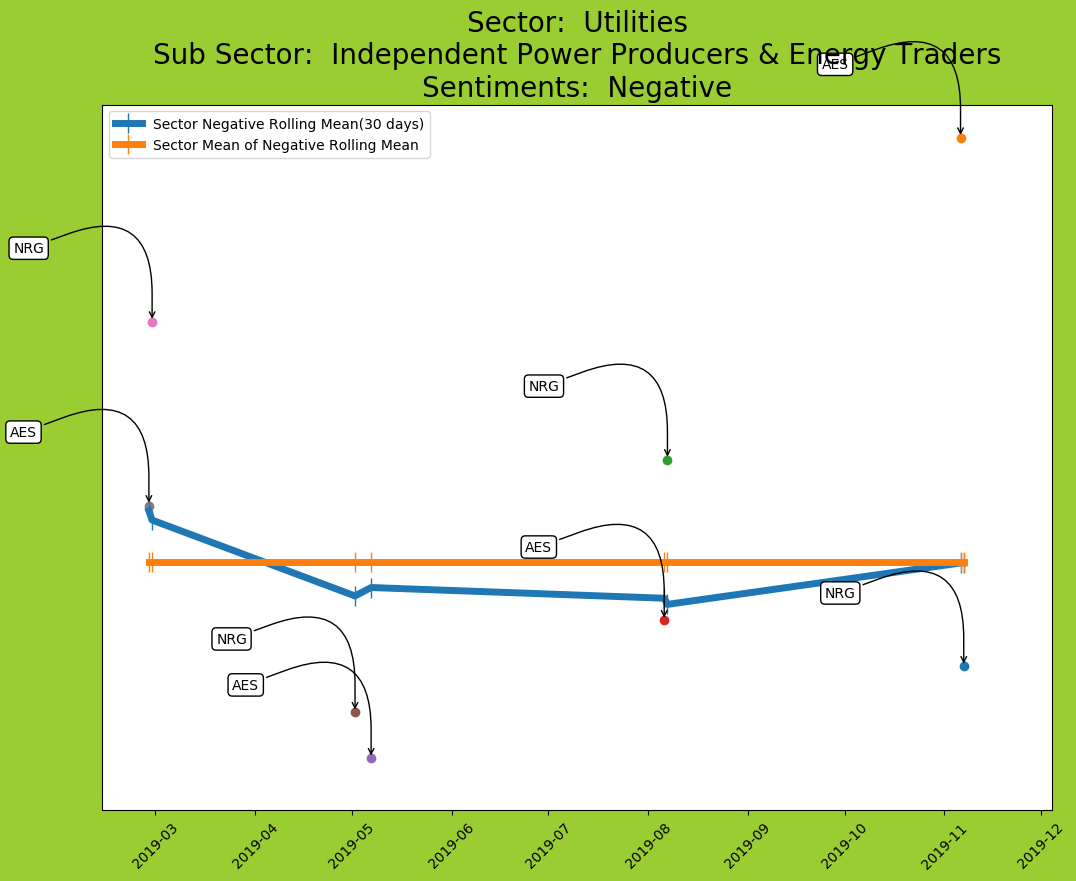 Sector:  Utilities
Sub Sector:  Independent Power Producers & Energy Traders
Sentiments:  Negative
AES
Sector Negative Rolling Mean(30 days)
Sector Mean of Negative Rolling Mean
NRG
NRG
AES
AES
NRG
NRG
AES
2019-03
2019-04
2019-05
2019-06
2019-07
2019-08
2019-09
2019-10
2019-11
2019-12